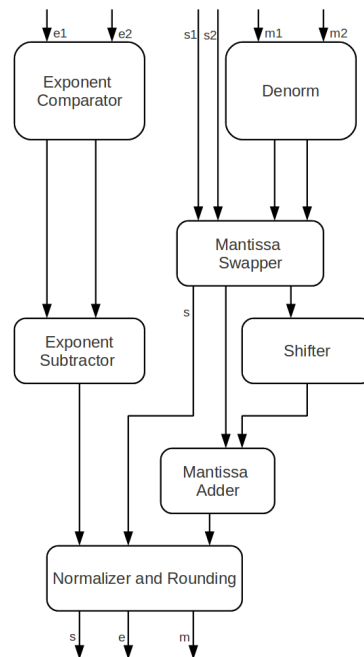 e1
e2
s1
s2
m1
m2
Exponent
Comparator
Denorm
Mantissa
Swapper
s
Exponent
Subtractor
Shifter
Mantissa
Adder
Normalizer and Rounding
s
e
m